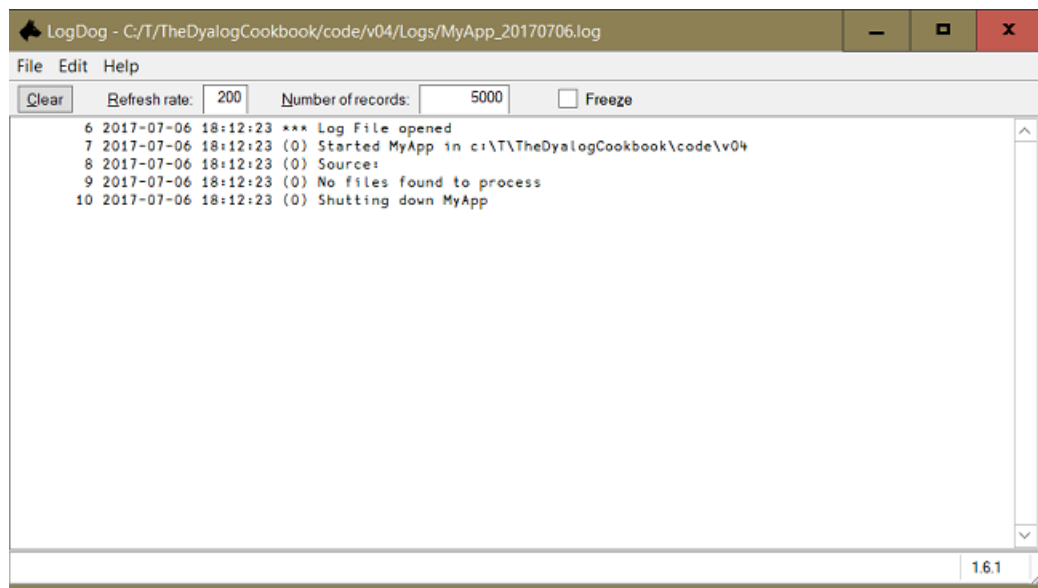 LogDog - C:/T/TheDyalogCookbook/code/v04/Logs/MyApp_20170706.log
File Edit Help
Clear Refresh rate: 200 Number of records: 5000 Freeze
6 2017-07-06 18:12:23 *** Log File opened
7 2017-07-06 18:12:23 (0) Started MyApp in c:\T\TheDyalogCookbook\code\v04
8 2017-07-06 18:12:23 (0) Source:
9 2017-07-06 18:12:23 (0) No files found to process
10 2017-07-06 18:12:23 (0) Shutting down MyApp
1.6.1